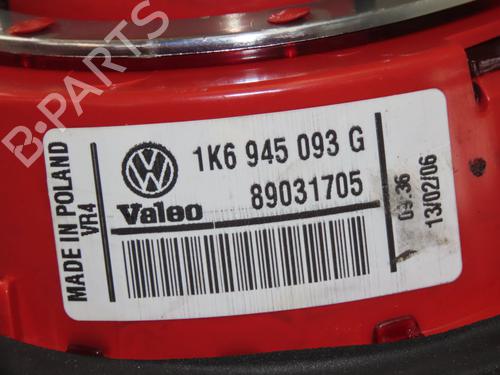 B-PARTS
MADE IN POLAND
VR4
1K6 945 093 G
Valeo
89031705
09:36
13/02/06